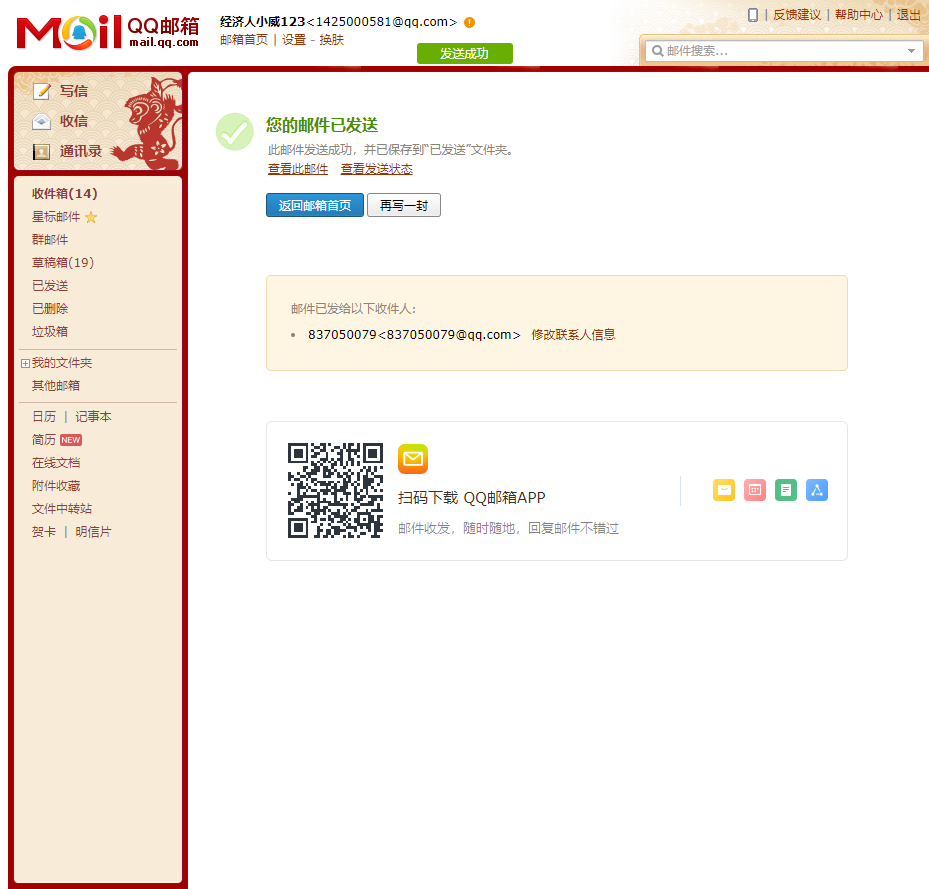 Mail QQ邮箱
mail.qq.com
经济人小威123<1425000581@qq.com>
邮箱首页 | 设置 - 换肤
发送成功
| 反馈建议 | 帮助中心 | 退出
邮件搜索...
写信
收信
通讯录
收件箱(14)
星标邮件
群邮件
草稿箱(19)
已发送
已删除
垃圾箱
我的文件夹
其他邮箱
日历 | 记事本
简历 NEW
在线文档
附件收藏
文件中转站
贺卡 | 明信片
您的邮件已发送
此邮件发送成功，并已保存到“已发送”文件夹。
查看此邮件 查看发送状态
返回邮箱首页 再写一封
邮件已发给以下收件人：
• 837050079<837050079@qq.com> 修改联系人信息
扫码下载 QQ邮箱APP
邮件收发，随时随地，回复邮件不错过